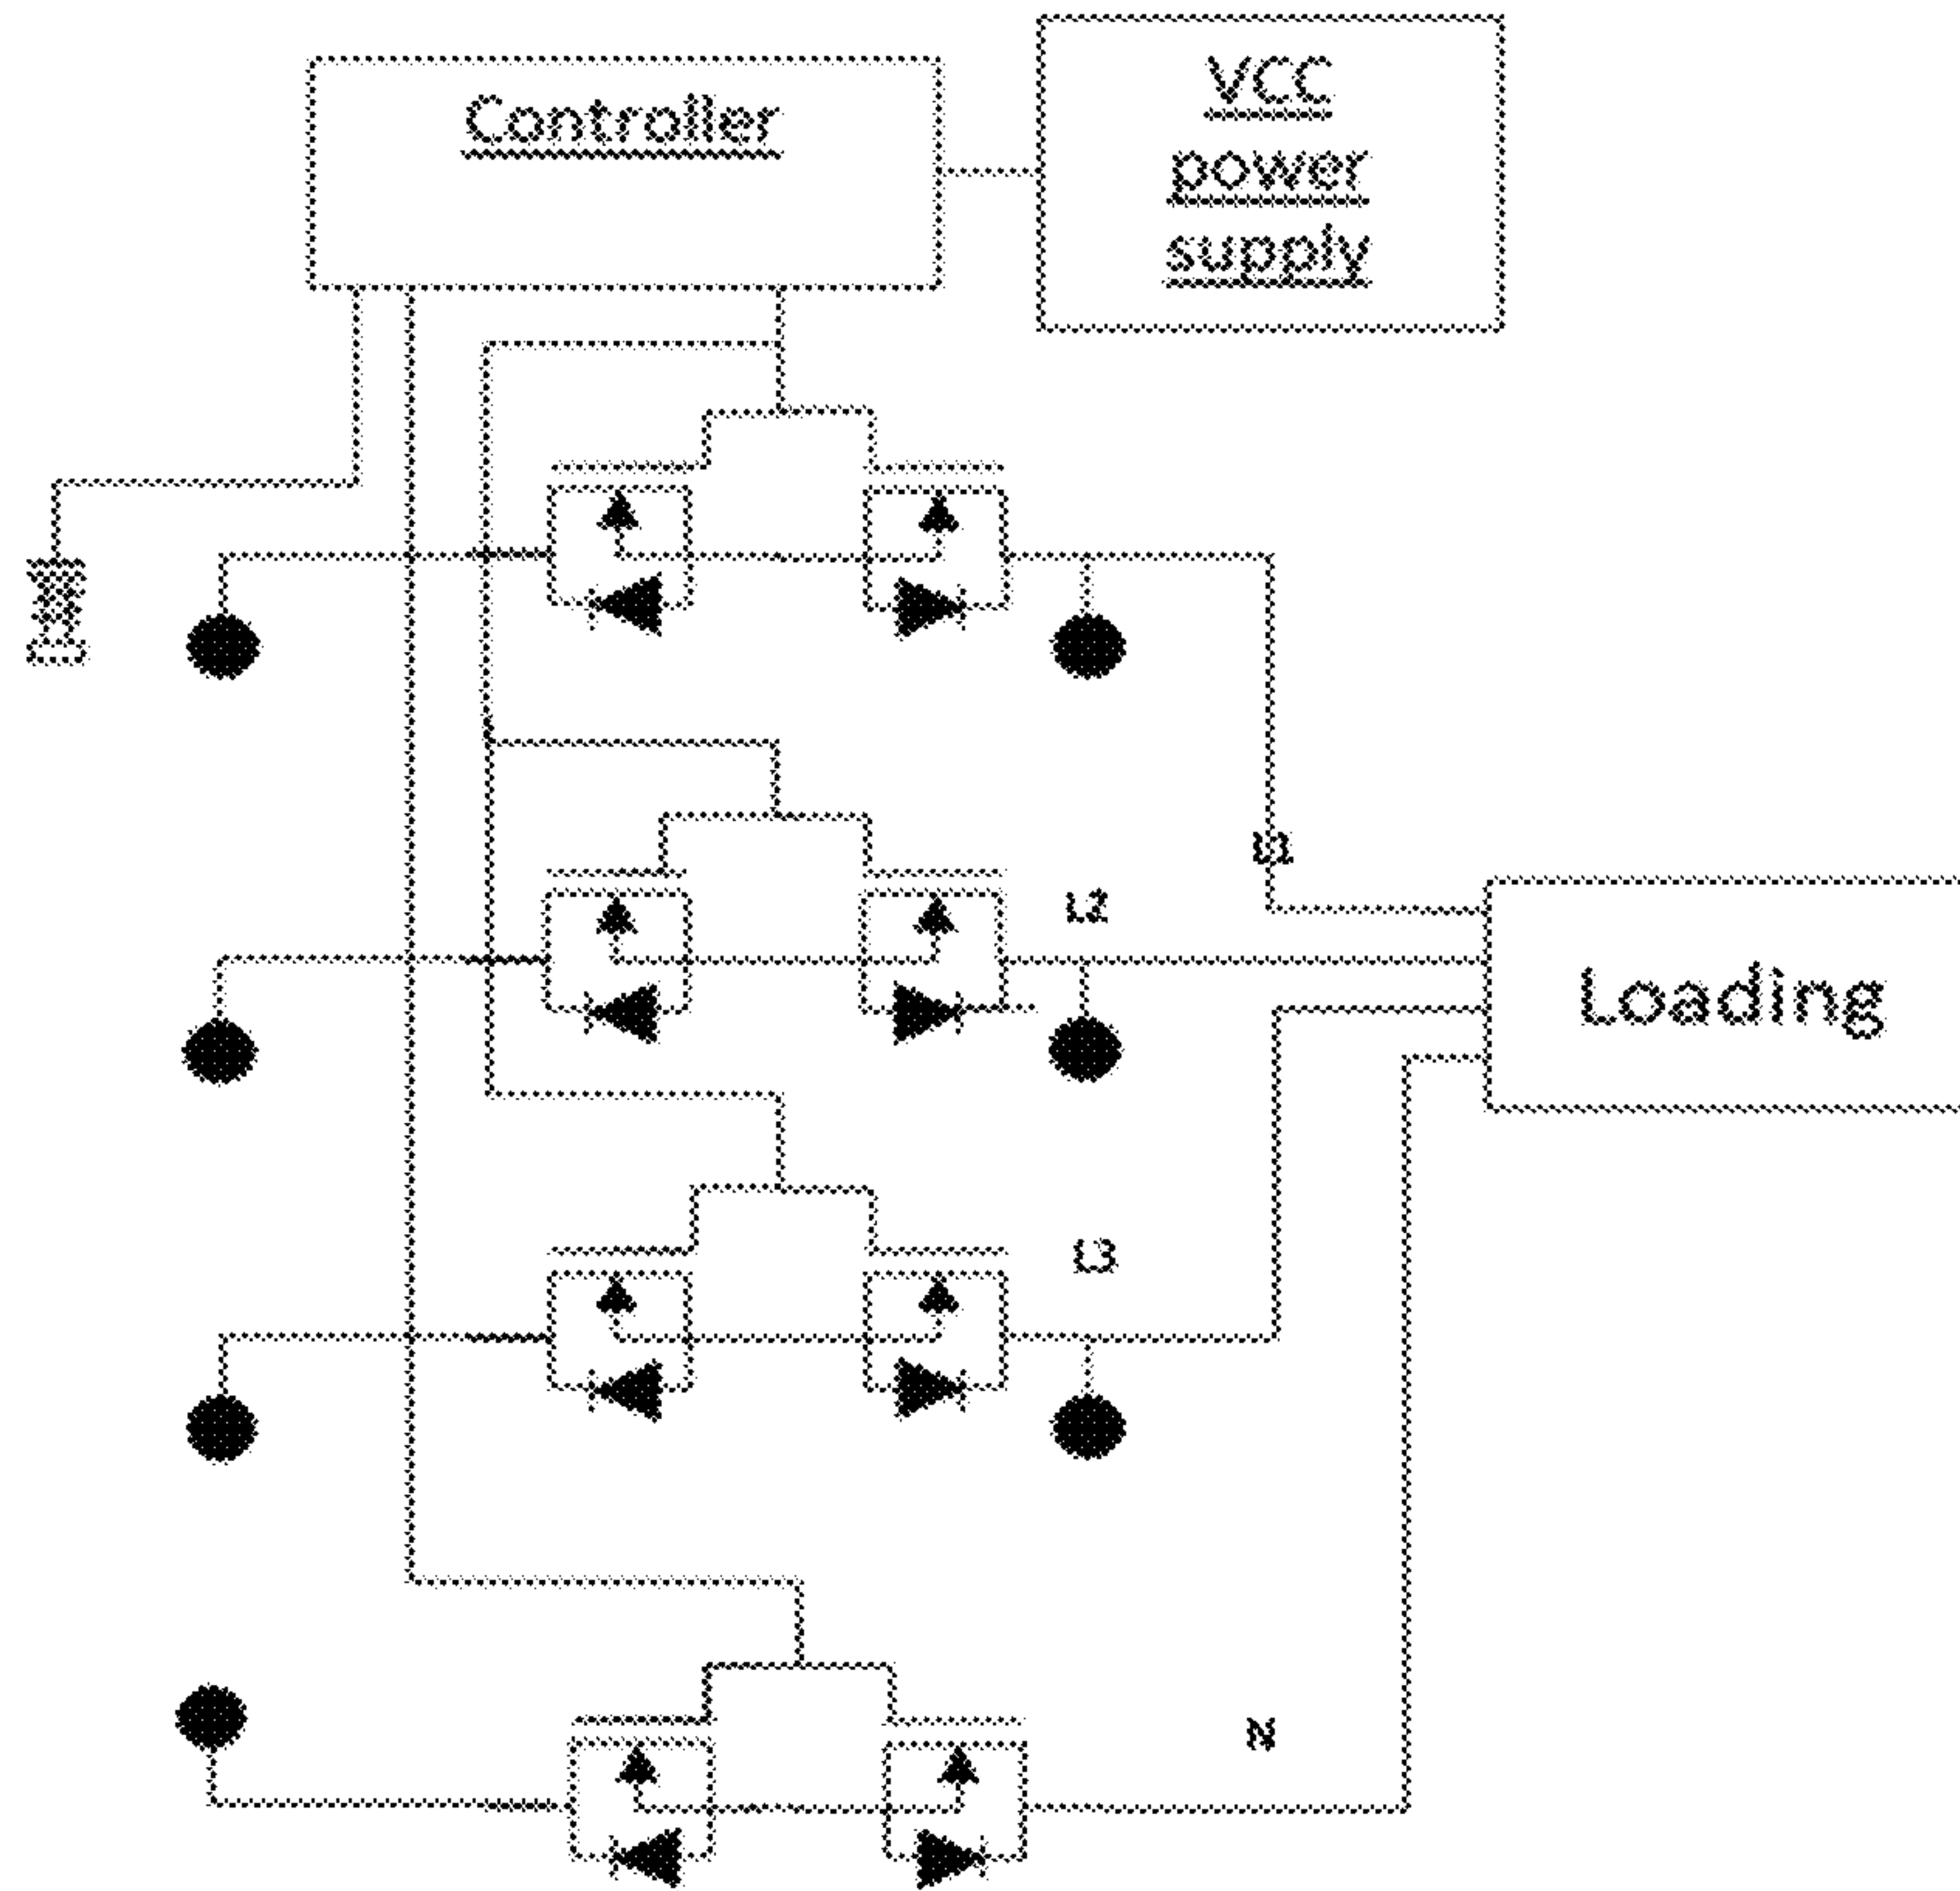 Controller
VCC
power
supply
L1
L2
Loading
L3
N